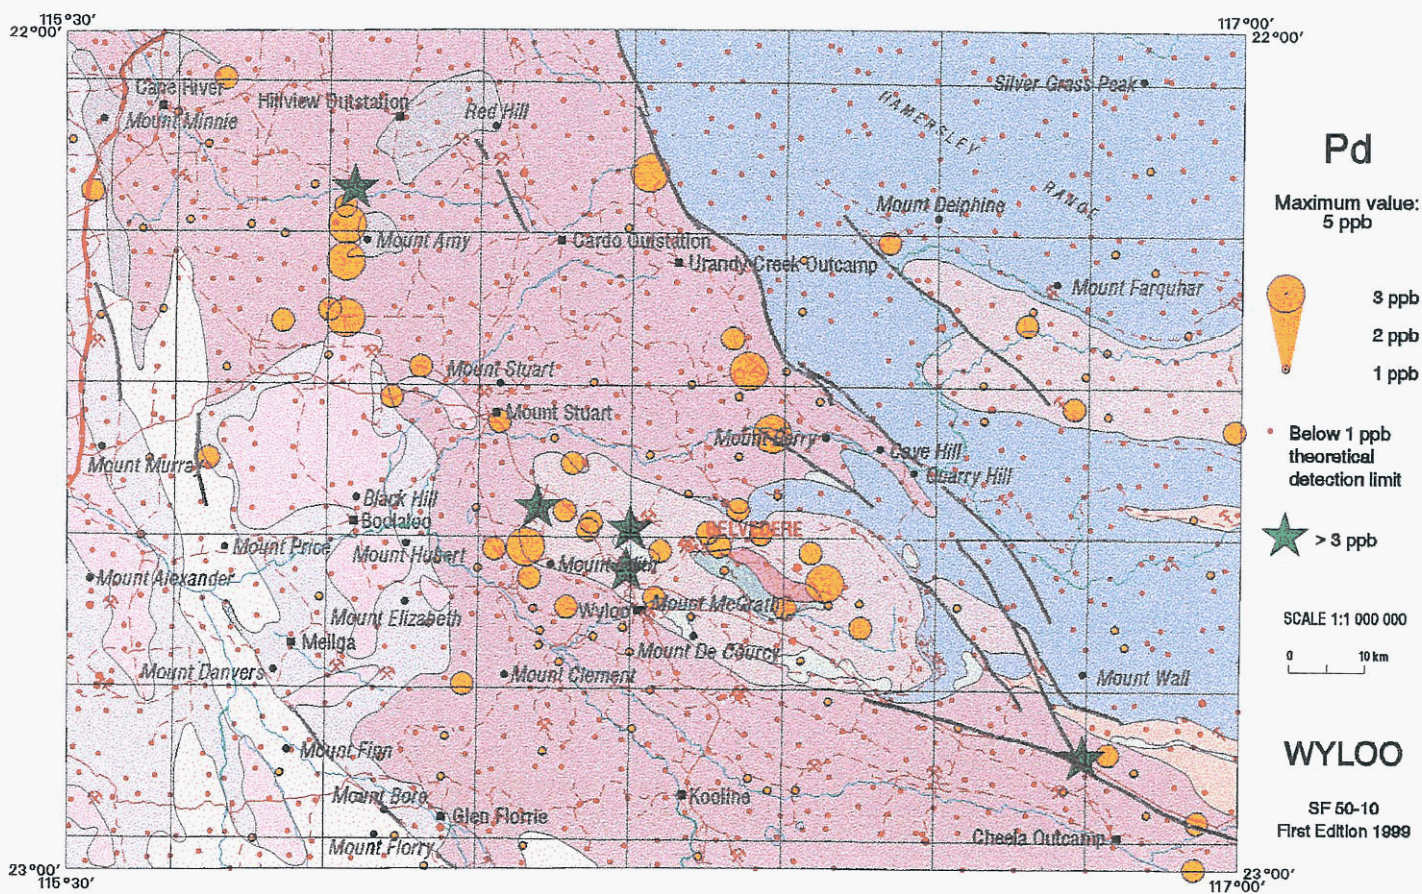 115°30'
117°00'
22°00'
22°00'
Cane River
Mount Minnie
Hillview Outstation
Red Hill
Silver Grass Peak
HAMERSLEY
RANGE
Mount Delphine
Mount Amy
Cardo Outstation
Urandy Creek Outcamp
Mount Farquhar
Mount Stuart
Mount Stuart
Mount Berry
Cave Hill
Quarry Hill
Mount Murray
Black Hill
Boolaloo
BELVEDERE
Mount Price
Mount Hubert
Mount
Mount Alexander
Mount Elizabeth
Wyloo
Mount McGrath
Mellga
Mount De Courcy
Mount Danvers
Mount Clement
Mount Wall
Mount Finn
Mount Bore
Glen Florrie
Kooline
Mount Florry
Cheela Outcamp
115°30'
23°00'
23°00'
117°00'
Pd
Maximum value:
5 ppb
3 ppb
2 ppb
1 ppb
Below 1 ppb
theoretical
detection limit
> 3 ppb
SCALE 1:1 000 000
0 10 km
WYLOO
SF 50-10
First Edition 1999